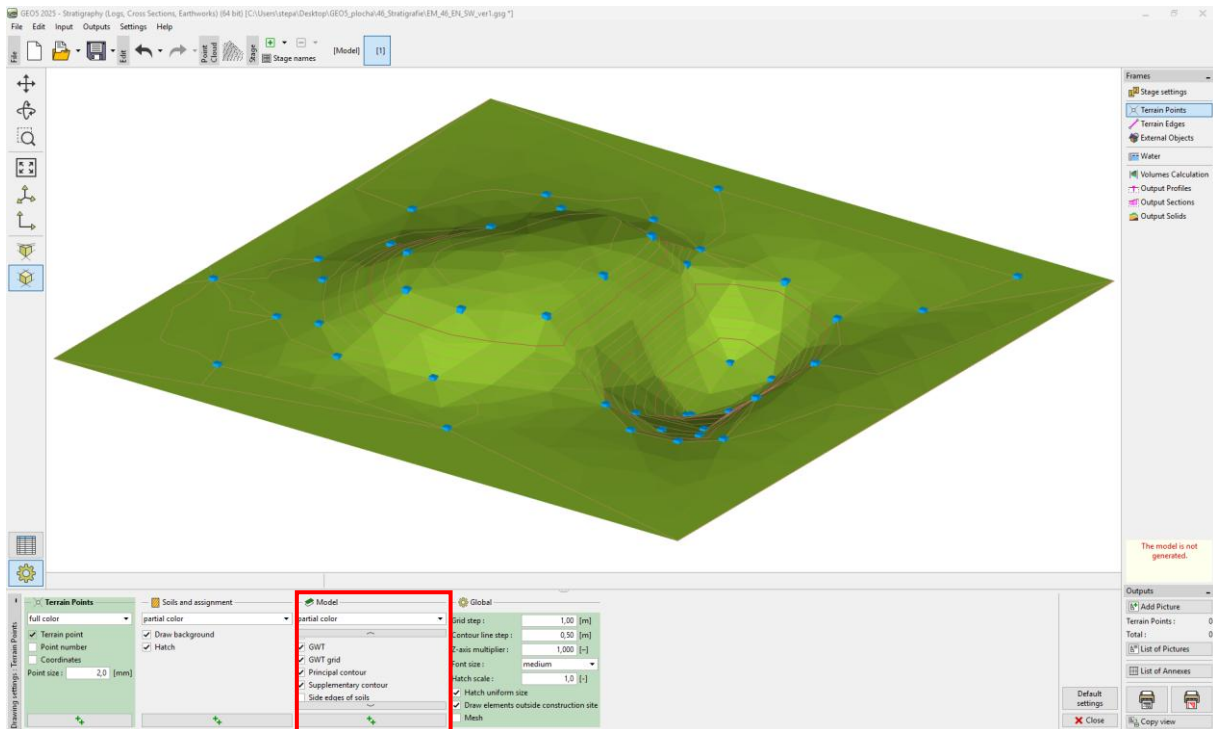 GEO5 2025 - Stratigraphy (Logs, Cross Sections, Earthworks) (64 bit) [C:\Users\stepa\Desktop\GEO5_plocha\46_Stratigrafie\EM_46_EN_SW_ver1.gsg *]
File Edit Input Outputs Settings Help
File
Edit
Point Cloud
Stage
Stage names
[Model]
[1]
Frames
Stage settings
Terrain Points
Terrain Edges
External Objects
Water
Volumes Calculation
Output Profiles
Output Sections
Output Solids
The model is not
generated.
Outputs
Add Picture
Terrain Points : 0
Total : 0
List of Pictures
List of Annexes
Copy view
Drawing settings : Terrain Points
Terrain Points
full color
Terrain point
Point number
Coordinates
Point size : 2,0 [mm]
Soils and assignment
partial color
Draw background
Hatch
Model
partial color
GWT
GWT grid
Principal contour
Supplementary contour
Side edges of soils
Global
Grid step : 1,00 [m]
Contour line step : 0,50 [m]
Z-axis multiplier : 1,000 [–]
Font size : medium
Hatch scale : 1,0 [-]
Hatch uniform size
Draw elements outside construction site
Mesh
Default
settings
Close